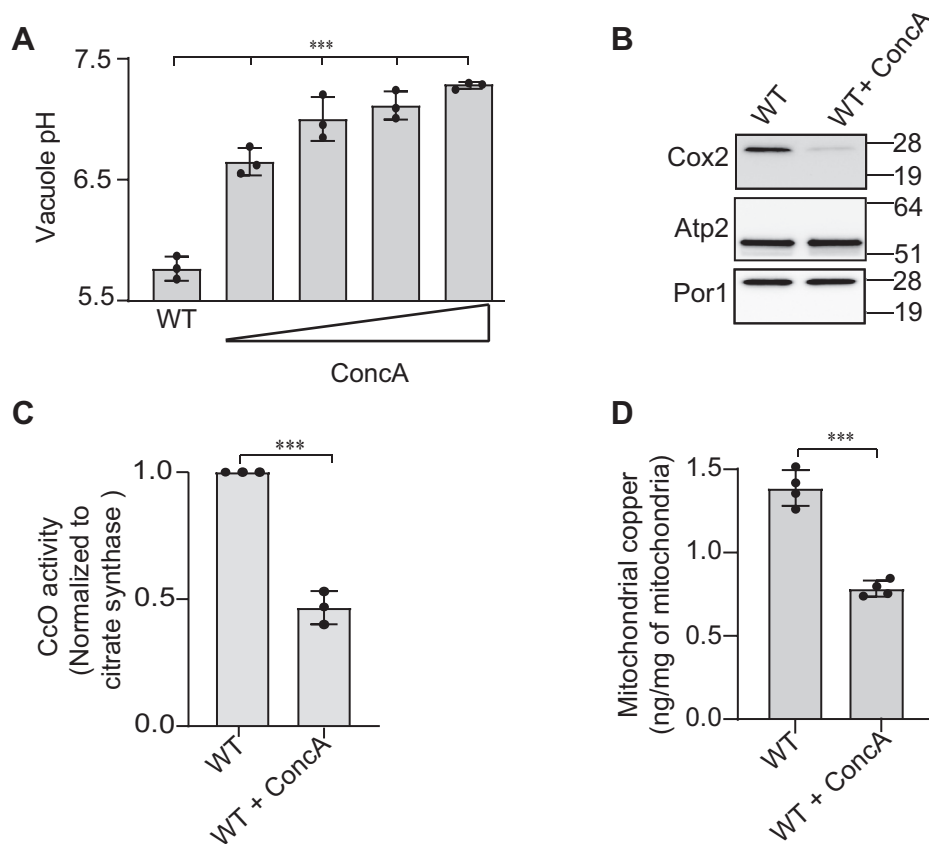 A
***
7.5
6.5
5.5
Vacuole pH
WT
ConcA
B
WT
WT+ ConcA
Cox2
28
19
Atp2
64
51
Por1
28
19
C
***
1.0
0.5
0.0
CcO activity
(Normalized to
citrate synthase )
WT
WT + ConcA
D
***
1.5
1.0
0.5
0.0
Mitochondrial copper
(ng/mg of mitochondria)
WT
WT + ConcA